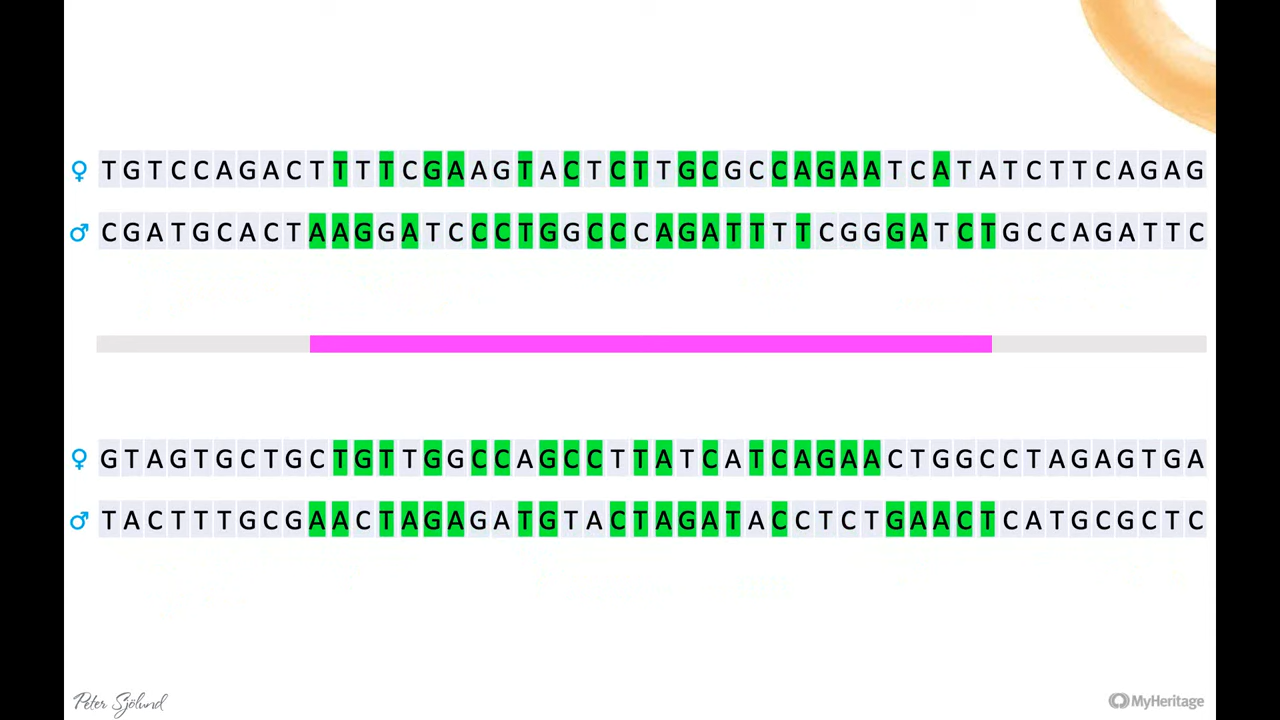 ♀ TGTCCAGACTTTTCGAAGTACTCTTGCGCCAGAATCATATCTTCAGAG
♂ CGATGCACTAAGGATCCCTGGCCCAGATTTTCGGGATCTGCCAGATTC
♀ GTAGTGCTGCTGTTGGCCAGCCTTATCATCAGAACTGGCCTAGAGTGA
♂ TACTTTGCGAACTAGAGATGTACTAGATACCTCTGAACTCATGCGCTC
Peter Sjölund
MyHeritage